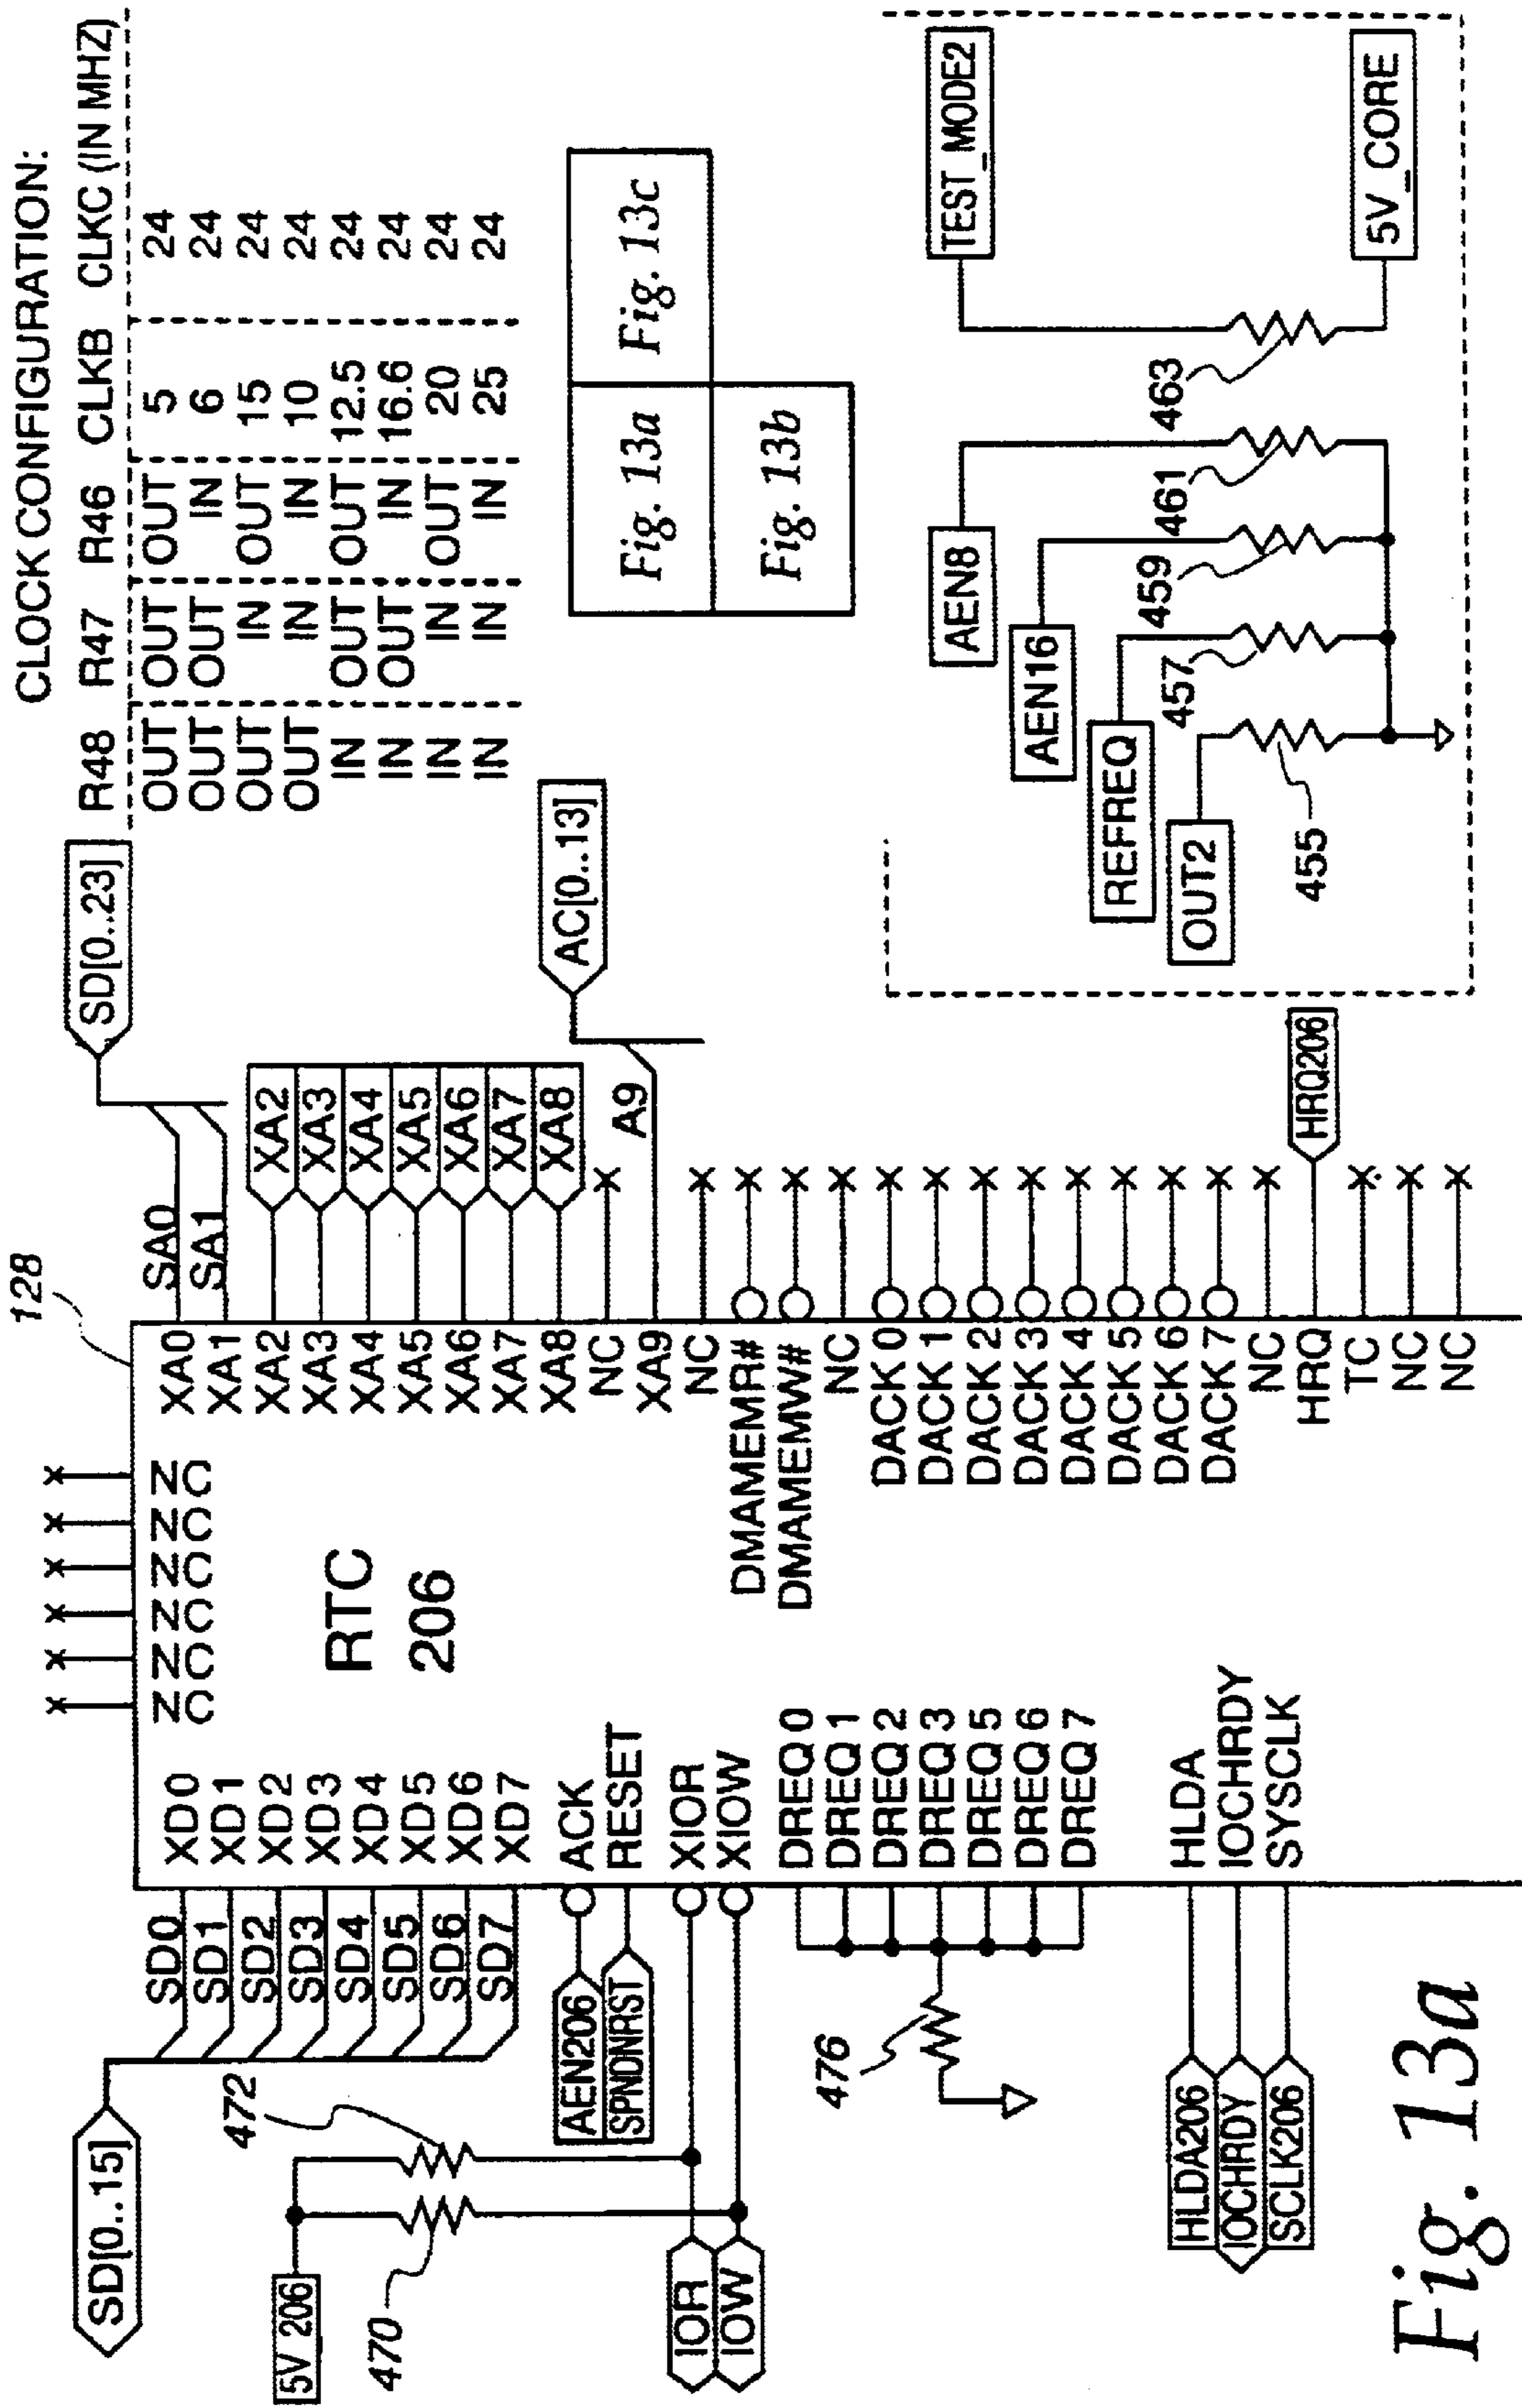 CLOCK CONFIGURATION:
R48 R47 R46 CLKB CLKC (IN MHZ)
OUT OUT OUT 5 24
OUT OUT IN 6 24
OUT IN OUT 15 24
OUT IN IN 10 24
IN OUT OUT 12.5 24
IN OUT IN 16.6 24
IN IN OUT 20 24
IN IN IN 25 24
Fig. 13a Fig. 13c
Fig. 13b
128
SD[0..15]
SD[0..23]
SD0
SD1
SD2
SD3
SD4
SD5
SD6
SD7
472
470
5V_206
AEN206
SPNDNRST
IOR
IOW
476
HLDA206
IOCHRDY
SCLK206
XD0
XD1
XD2
XD3
XD4
XD5
XD6
XD7
ACK
RESET
XIOR
XIOW
DREQ 0
DREQ 1
DREQ 2
DREQ 3
DREQ 5
DREQ 6
DREQ 7
HLDA
IOCHRDY
SYSCLK
NC NC NC NC NC NC
RTC
206
XA0
XA1
XA2
XA3
XA4
XA5
XA6
XA7
XA8
NC
XA9
NC
DMAMEMR#
DMAMEMW#
NC
DACK 0
DACK 1
DACK 2
DACK 3
DACK 4
DACK 5
DACK 6
DACK 7
NC
HRQ
TC
NC
NC
SA0
SA1
XA2
XA3
XA4
XA5
XA6
XA7
XA8
A9
AC[0..13]
HRQ206
AEN8
AEN16
REFREQ
OUT2
TEST_MODE2
5V_CORE
455
457
459
461
463
Fig. 13a